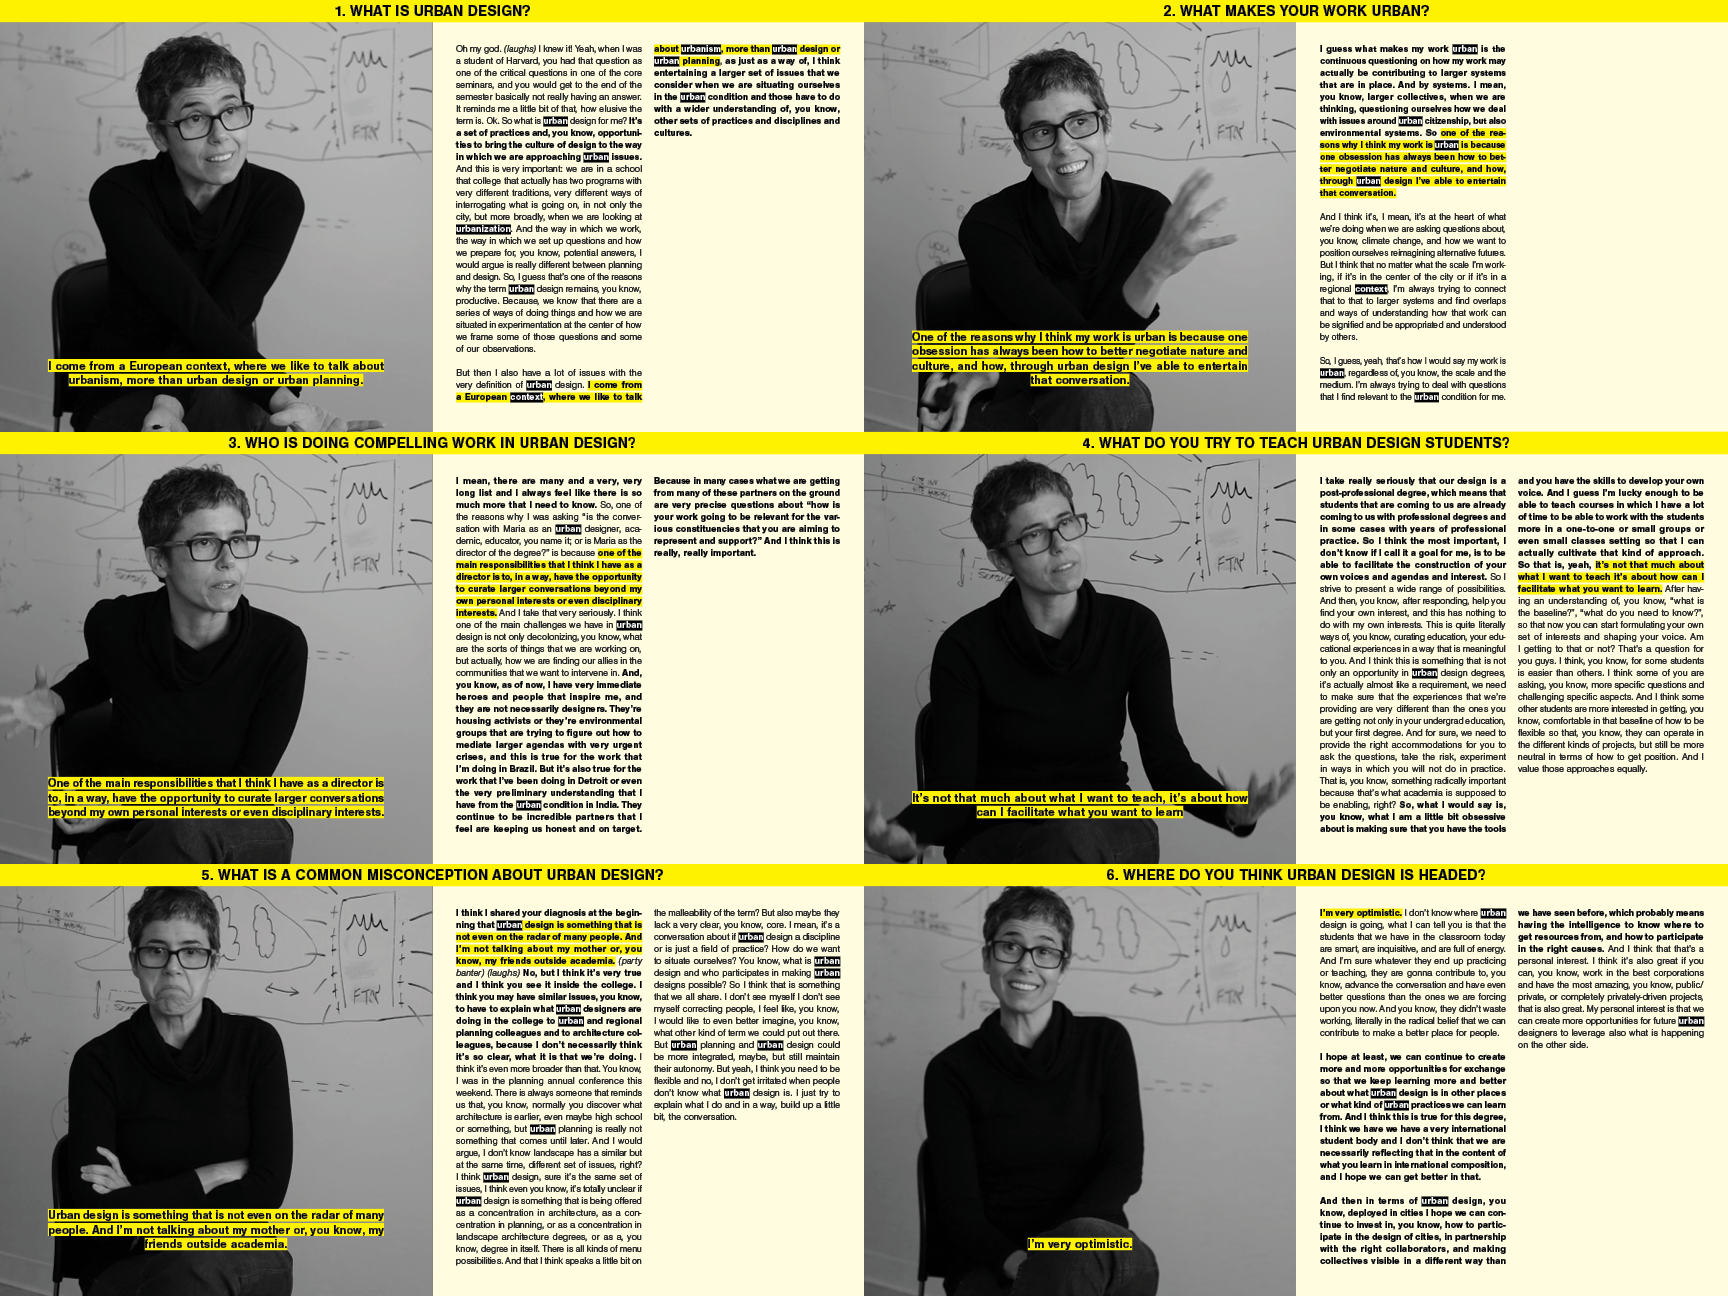 1. WHAT IS URBAN DESIGN?
I come from a European context, where we like to talk about
urbanism, more than urban design or urban planning.
Oh my god. (laughs) I knew it! Yeah, when I was
a student of Harvard, you had that question as
one of the critical questions in one of the core
seminars, and you would get to the end of the
semester basically not really having an answer.
It reminds me a little bit of that, how elusive the
term is. Ok. So what is urban design for me? It's
a set of practices and, you know, opportuni-
ties to bring the culture of design to the way
in which we are approaching urban issues.
And this is very important: we are in a school
that college that actually has two programs with
very different traditions, very different ways of
interrogating what is going on, in not only the
city, but more broadly, when we are looking at
urbanization. And the way in which we work,
the way in which we set up questions and how
we prepare for, you know, potential answers, I
would argue is really different between planning
and design. So, I guess that's one of the reasons
why the term urban design remains, you know,
productive. Because, we know that there are a
series of ways of doing things and how we are
situated in experimentation at the center of how
we frame some of those questions and some
of our observations.
But then I also have a lot of issues with the
very definition of urban design. I come from
a European context, where we like to talk
about urbanism, more than urban design or
urban planning, as just as a way of, I think
entertaining a larger set of issues that we
consider when we are situating ourselves
in the urban condition and those have to do
with a wider understanding of, you know,
other sets of practices and disciplines and
cultures.
2. WHAT MAKES YOUR WORK URBAN?
One of the reasons why I think my work is urban is because one
obsession has always been how to better negotiate nature and
culture, and how, through urban design I've able to entertain
that conversation.
I guess what makes my work urban is the
continuous questioning on how my work may
actually be contributing to larger systems
that are in place. And by systems. I mean,
you know, larger collectives, when we are
thinking, questioning ourselves how we deal
with issues around urban citizenship, but also
environmental systems. So one of the rea-
sons why I think my work is urban is because
one obsession has always been how to bet-
ter negotiate nature and culture, and how,
through urban design I've able to entertain
that conversation.
And I think it's, I mean, it's at the heart of what
we're doing when we are asking questions about,
you know, climate change, and how we want to
position ourselves reimagining alternative futures.
But I think that no matter what the scale I'm work-
ing, if it's in the center of the city or if it's in a
regional context, I'm always trying to connect
that to that to larger systems and find overlaps
and ways of understanding how that work can
be signified and be appropriated and understood
by others.
So, I guess, yeah, that's how I would say my work is
urban, regardless of, you know, the scale and the
medium. I'm always trying to deal with questions
that I find relevant to the urban condition for me.
3. WHO IS DOING COMPELLING WORK IN URBAN DESIGN?
One of the main responsibilities that I think I have as a director is
to, in a way, have the opportunity to curate larger conversations
beyond my own personal interests or even disciplinary interests.
I mean, there are many and a very, very
long list and I always feel like there is so
much more that I need to know. So, one of
the reasons why I was asking "is the conver-
sation with Maria as an urban designer, aca-
demic, educator, you name it; or is Maria as the
director of the degree?" is because one of the
main responsibilities that I think I have as a
director is to, in a way, have the opportunity
to curate larger conversations beyond my
own personal interests or even disciplinary
interests. And I take that very seriously. I think
one of the main challenges we have in urban
design is not only decolonizing, you know, what
are the sorts of things that we are working on,
but actually, how we are finding our allies in the
communities that we want to intervene in. And,
you know, as of now, I have very immediate
heroes and people that inspire me, and
they are not necessarily designers. They're
housing activists or they're environmental
groups that are trying to figure out how to
mediate larger agendas with very urgent
crises, and this is true for the work that
I'm doing in Brazil. But it's also true for the
work that I've been doing in Detroit or even
the very preliminary understanding that I
have from the urban condition in India. They
continue to be incredible partners that I
feel are keeping us honest and on target.
Because in many cases what we are getting
from many of these partners on the ground
are very precise questions about "how is
your work going to be relevant for the var-
ious constituencies that you are aiming to
represent and support?" And I think this is
really, really important.
4. WHAT DO YOU TRY TO TEACH URBAN DESIGN STUDENTS?
It's not that much about what I want to teach, it's about how
can I facilitate what you want to learn
I take really seriously that our design is a
post-professional degree, which means that
students that are coming to us are already
coming to us with professional degrees and
in some cases with years of professional
practice. So I think the most important, I
don't know if I call it a goal for me, is to be
able to facilitate the construction of your
own voices and agendas and interest. So I
strive to present a wide range of possibilities.
And then, you know, after responding, help you
find your own interest, and this has nothing to
do with my own interests. This is quite literally
ways of, you know, curating education, your edu-
cational experiences in a way that is meaningful
to you. And I think this is something that is not
only an opportunity in urban design degrees,
it's actually almost like a requirement, we need
to make sure that the experiences that we're
providing are very different than the ones you
are getting not only in your undergrad education,
but your first degree. And for sure, we need to
provide the right accommodations for you to
ask the questions, take the risk, experiment
in ways in which you will not do in practice.
That is, you know, something radically important
because that's what academia is supposed to
be enabling, right? So, what I would say is,
you know, what I am a little bit obsessive
about is making sure that you have the tools
and you have the skills to develop your own
voice. And I guess I'm lucky enough to be
able to teach courses in which I have a lot
of time to be able to work with the students
more in a one-to-one or small groups or
even small classes setting so that I can
actually cultivate that kind of approach.
So that is, yeah, it's not that much about
what I want to teach it's about how can I
facilitate what you want to learn. After hav-
ing an understanding of, you know, "what is
the baseline?", "what do you need to know?",
so that now you can start formulating your own
set of interests and shaping your voice. Am
I getting to that or not? That's a question for
you guys. I think, you know, for some students
is easier than others. I think some of you are
asking, you know, more specific questions and
challenging specific aspects. And I think some
other students are more interested in getting, you
know, comfortable in that baseline of how to be
flexible so that, you know, they can operate in
the different kinds of projects, but still be more
neutral in terms of how to get position. And I
value those approaches equally.
5. WHAT IS A COMMON MISCONCEPTION ABOUT URBAN DESIGN?
Urban design is something that is not even on the radar of many
people. And I'm not talking about my mother or, you know, my
friends outside academia.
I think I shared your diagnosis at the begin-
ning that urban design is something that is
not even on the radar of many people. And
I'm not talking about my mother or, you
know, my friends outside academia. (party
banter) (laughs) No, but I think it's very true
and I think you see it inside the college. I
think you may have similar issues, you know,
to have to explain what urban designers are
doing in the college to urban and regional
planning colleagues and to architecture col-
leagues, because I don't necessarily think
it's so clear, what it is that we're doing. I
think it's even more broader than that. You know,
I was in the planning annual conference this
weekend. There is always someone that reminds
us that, you know, normally you discover what
architecture is earlier, even maybe high school
or something, but urban planning is really not
something that comes until later. And I would
argue, I don't know landscape has a similar but
at the same time, different set of issues, right?
I think urban design, sure it's the same set of
issues, I think even you know, it's totally unclear if
urban design is something that is being offered
as a concentration in architecture, as a con-
centration in planning, or as a concentration in
landscape architecture degrees, or as a, you
know, degree in itself. There is all kinds of menu
possibilities. And that I think speaks a little bit on
the malleability of the term? But also maybe they
lack a very clear, you know, core. I mean, it's a
conversation about if urban design a discipline
or is just a field of practice? How do we want
to situate ourselves? You know, what is urban
design and who participates in making urban
designs possible? So I think that is something
that we all share. I don't see myself I don't see
myself correcting people, I feel like, you know,
I would like to even better imagine, you know,
what other kind of term we could put out there.
But urban planning and urban design could
be more integrated, maybe, but still maintain
their autonomy. But yeah, I think you need to be
flexible and no, I don't get irritated when people
don't know what urban design is. I just try to
explain what I do and in a way, build up a little
bit, the conversation.
6. WHERE DO YOU THINK URBAN DESIGN IS HEADED?
I'm very optimistic.
I'm very optimistic. I don't know where urban
design is going, what I can tell you is that the
students that we have in the classroom today
are smart, are inquisitive, and are full of energy.
And I'm sure whatever they end up practicing
or teaching, they are gonna contribute to, you
know, advance the conversation and have even
better questions than the ones we are forcing
upon you now. And you know, they didn't waste
working, literally in the radical belief that we can
contribute to make a better place for people.
I hope at least, we can continue to create
more and more opportunities for exchange
so that we keep learning more and better
about what urban design is in other places
or what kind of urban practices we can learn
from. And I think this is true for this degree,
I think we have we have a very international
student body and I don't think that we are
necessarily reflecting that in the content of
what you learn in international composition,
and I hope we can get better in that.
And then in terms of urban design, you
know, deployed in cities I hope we can con-
tinue to invest in, you know, how to partic-
ipate in the design of cities, in partnership
with the right collaborators, and making
collectives visible in a different way than
we have seen before, which probably means
having the intelligence to know where to
get resources from, and how to participate
in the right causes. And I think that's a
personal interest. I think it's also great if you
can, you know, work in the best corporations
and have the most amazing, you know, public/
private, or completely privately-driven projects,
that is also great. My personal interest is that we
can create more opportunities for future urban
designers to leverage also what is happening
on the other side.